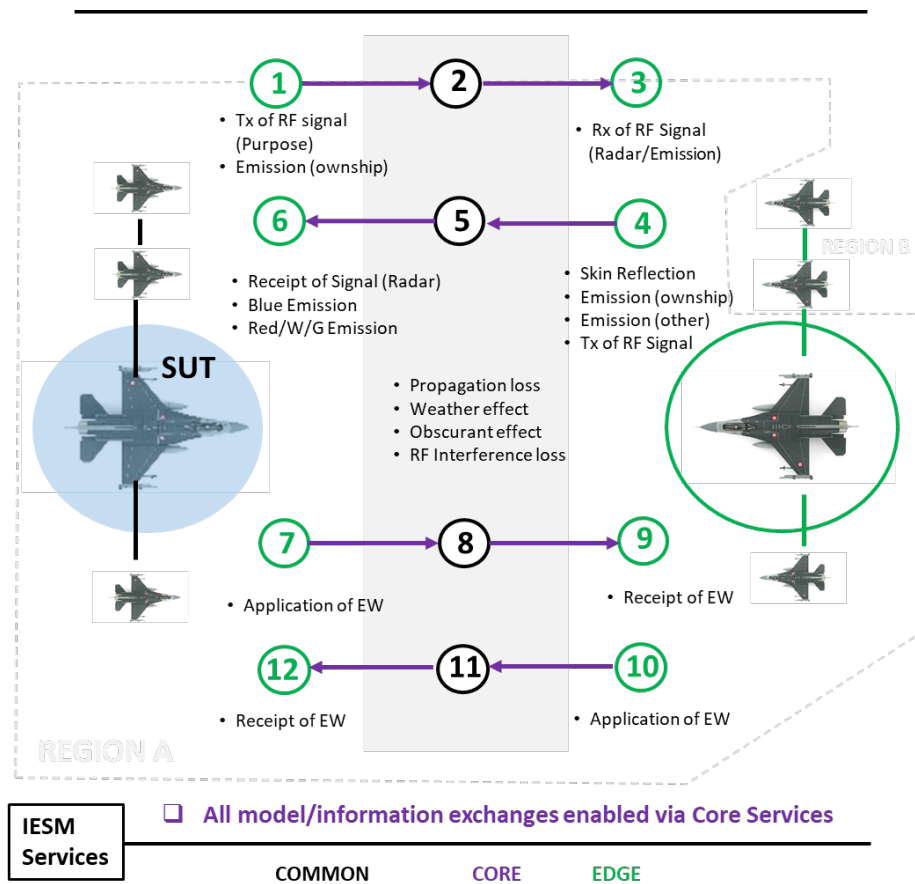 1
2
3
• Tx of RF signal
(Purpose)
• Emission (ownship)
• Rx of RF Signal
(Radar/Emission)
6
5
4
• Receipt of Signal (Radar)
• Blue Emission
• Red/W/G Emission
• Skin Reflection
• Emission (ownship)
• Emission (other)
• Tx of RF Signal
REGION B
SUT
• Propagation loss
• Weather effect
• Obscurant effect
• RF Interference loss
7
8
9
• Application of EW
• Receipt of EW
12
11
10
• Receipt of EW
• Application of EW
REGION A
IESM
Services
❑ All model/information exchanges enabled via Core Services
COMMON
CORE
EDGE